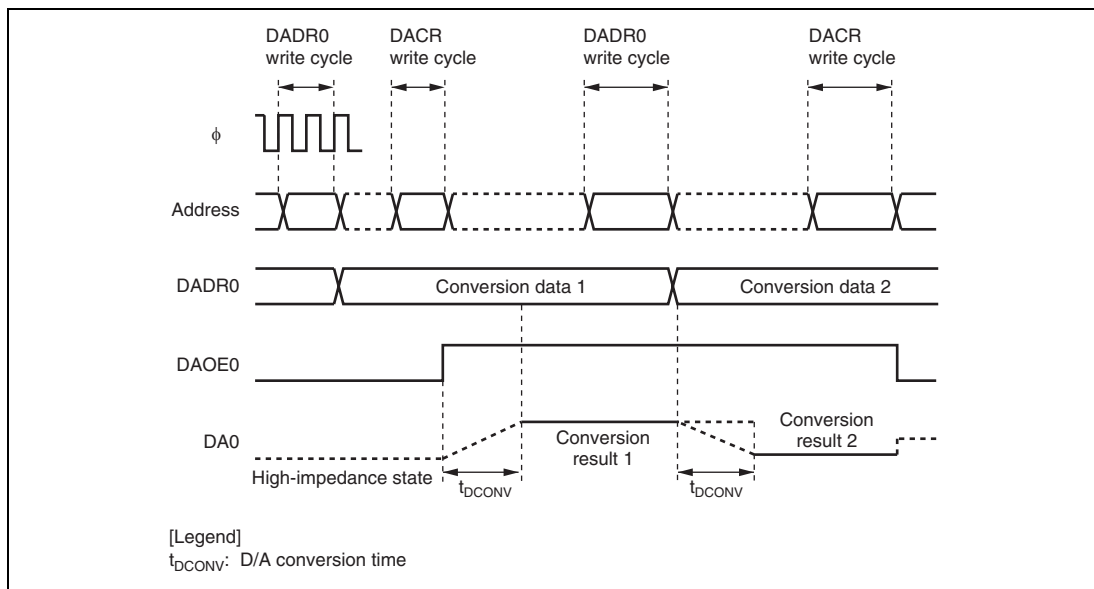 DADR0
write cycle
DACR
write cycle
DADR0
write cycle
DACR
write cycle
ϕ
Address
DADR0
Conversion data 1
Conversion data 2
DAOE0
DA0
High-impedance state
Conversion
result 1
Conversion
result 2
tDCONV
tDCONV
[Legend]
tDCONV: D/A conversion time